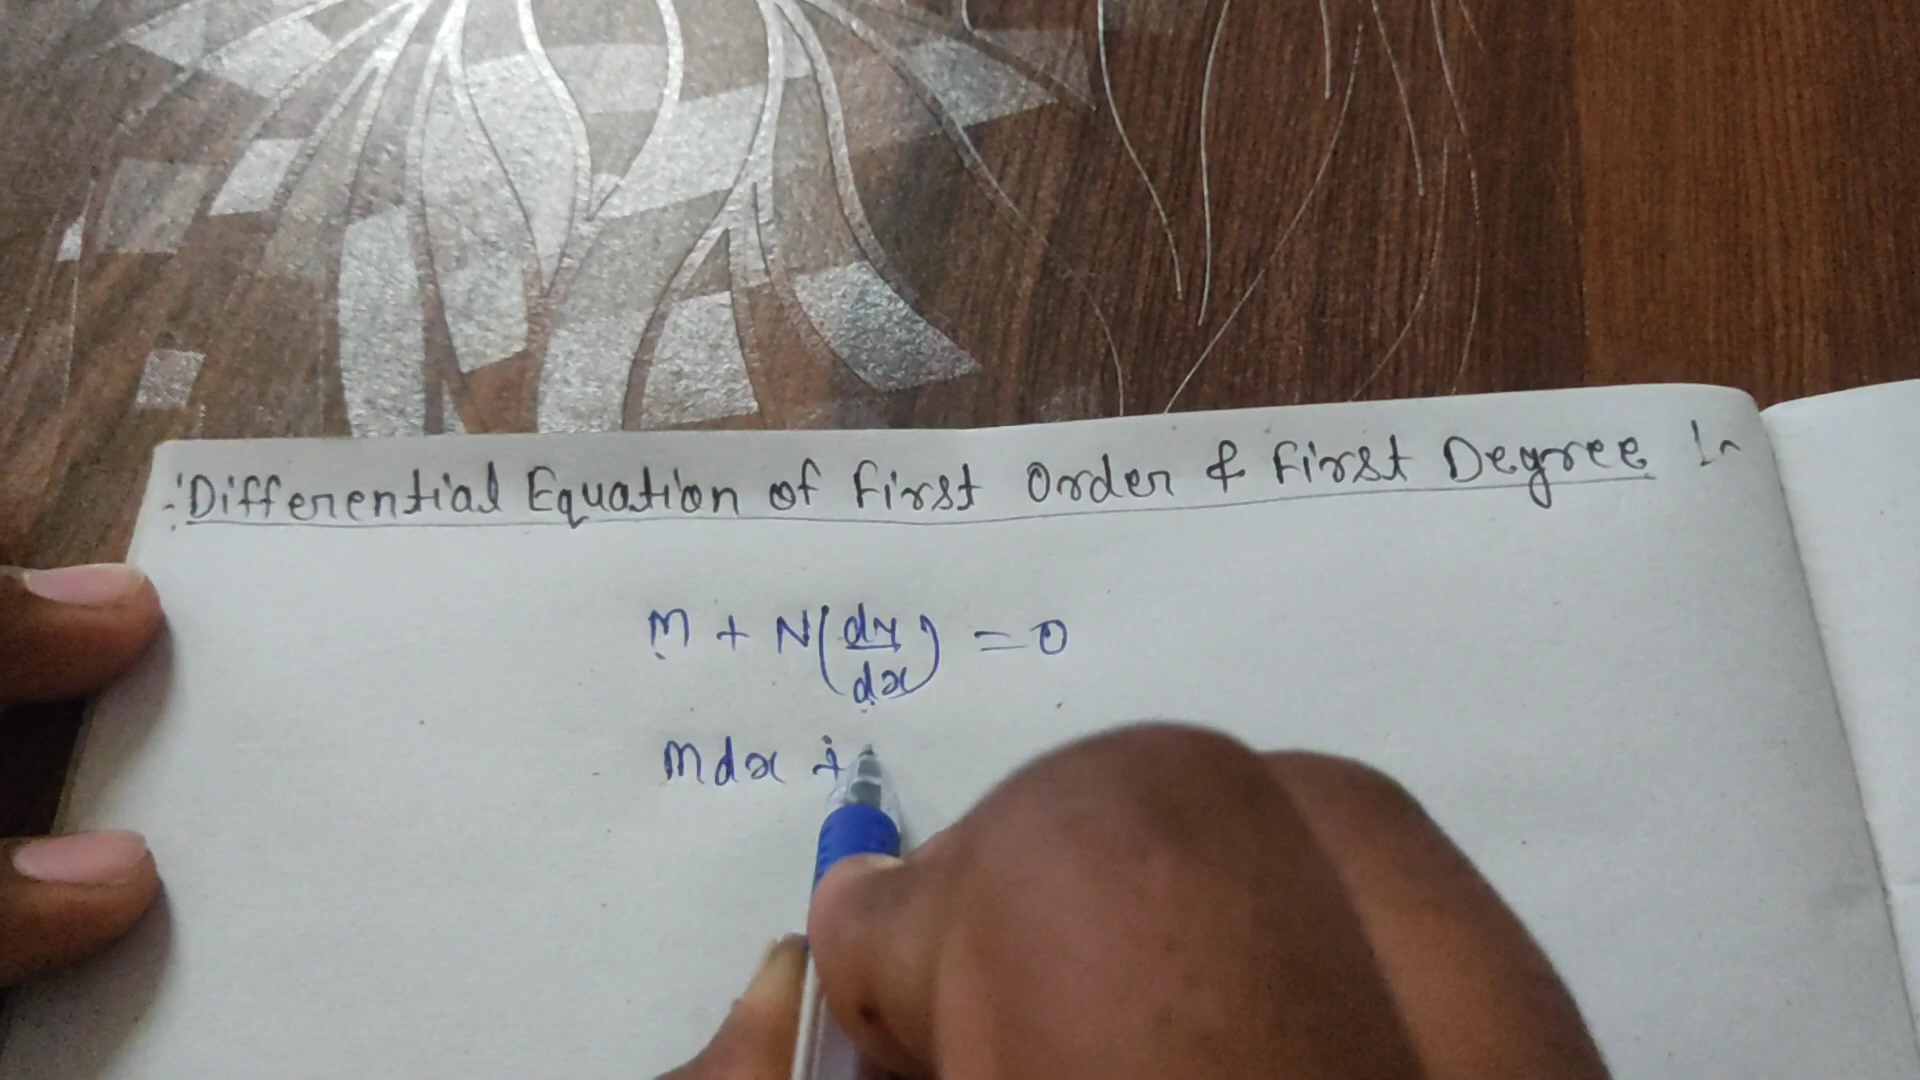 :Differential Equation of First Order & First Degree :-
M + N(dy/dx) = 0
Mdx +